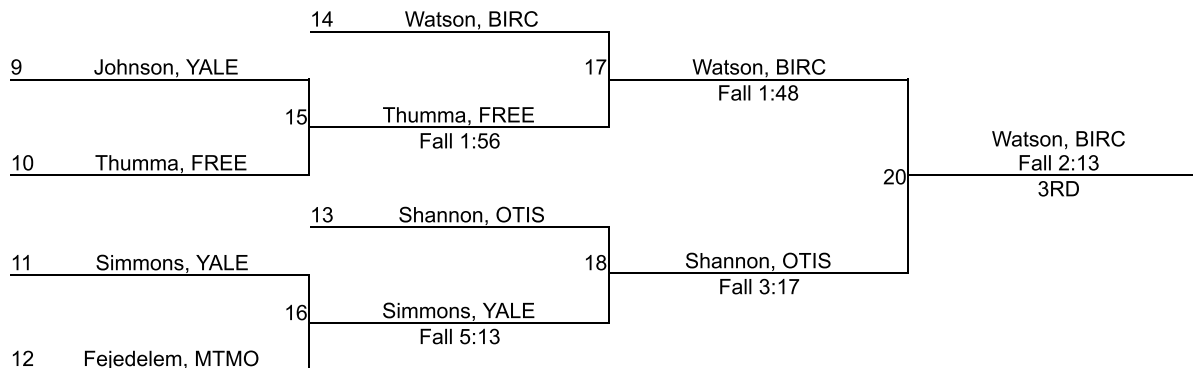 14 Watson, BIRC
9 Johnson, YALE
17 Watson, BIRC
Fall 1:48
15 Thumma, FREE
Fall 1:56
Watson, BIRC
Fall 2:13
10 Thumma, FREE
20
3RD
13 Shannon, OTIS
11 Simmons, YALE
18 Shannon, OTIS
Fall 3:17
16 Simmons, YALE
Fall 5:13
12 Fejedelem, MTMO